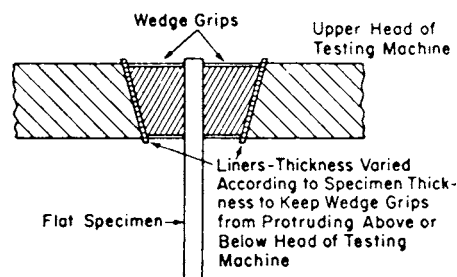 Wedge Grips
Upper Head of
Testing Machine
Liners-Thickness Varied
According to Specimen Thick-
ness to Keep Wedge Grips
from Protruding Above or
Below Head of Testing
Machine
Flat Specimen